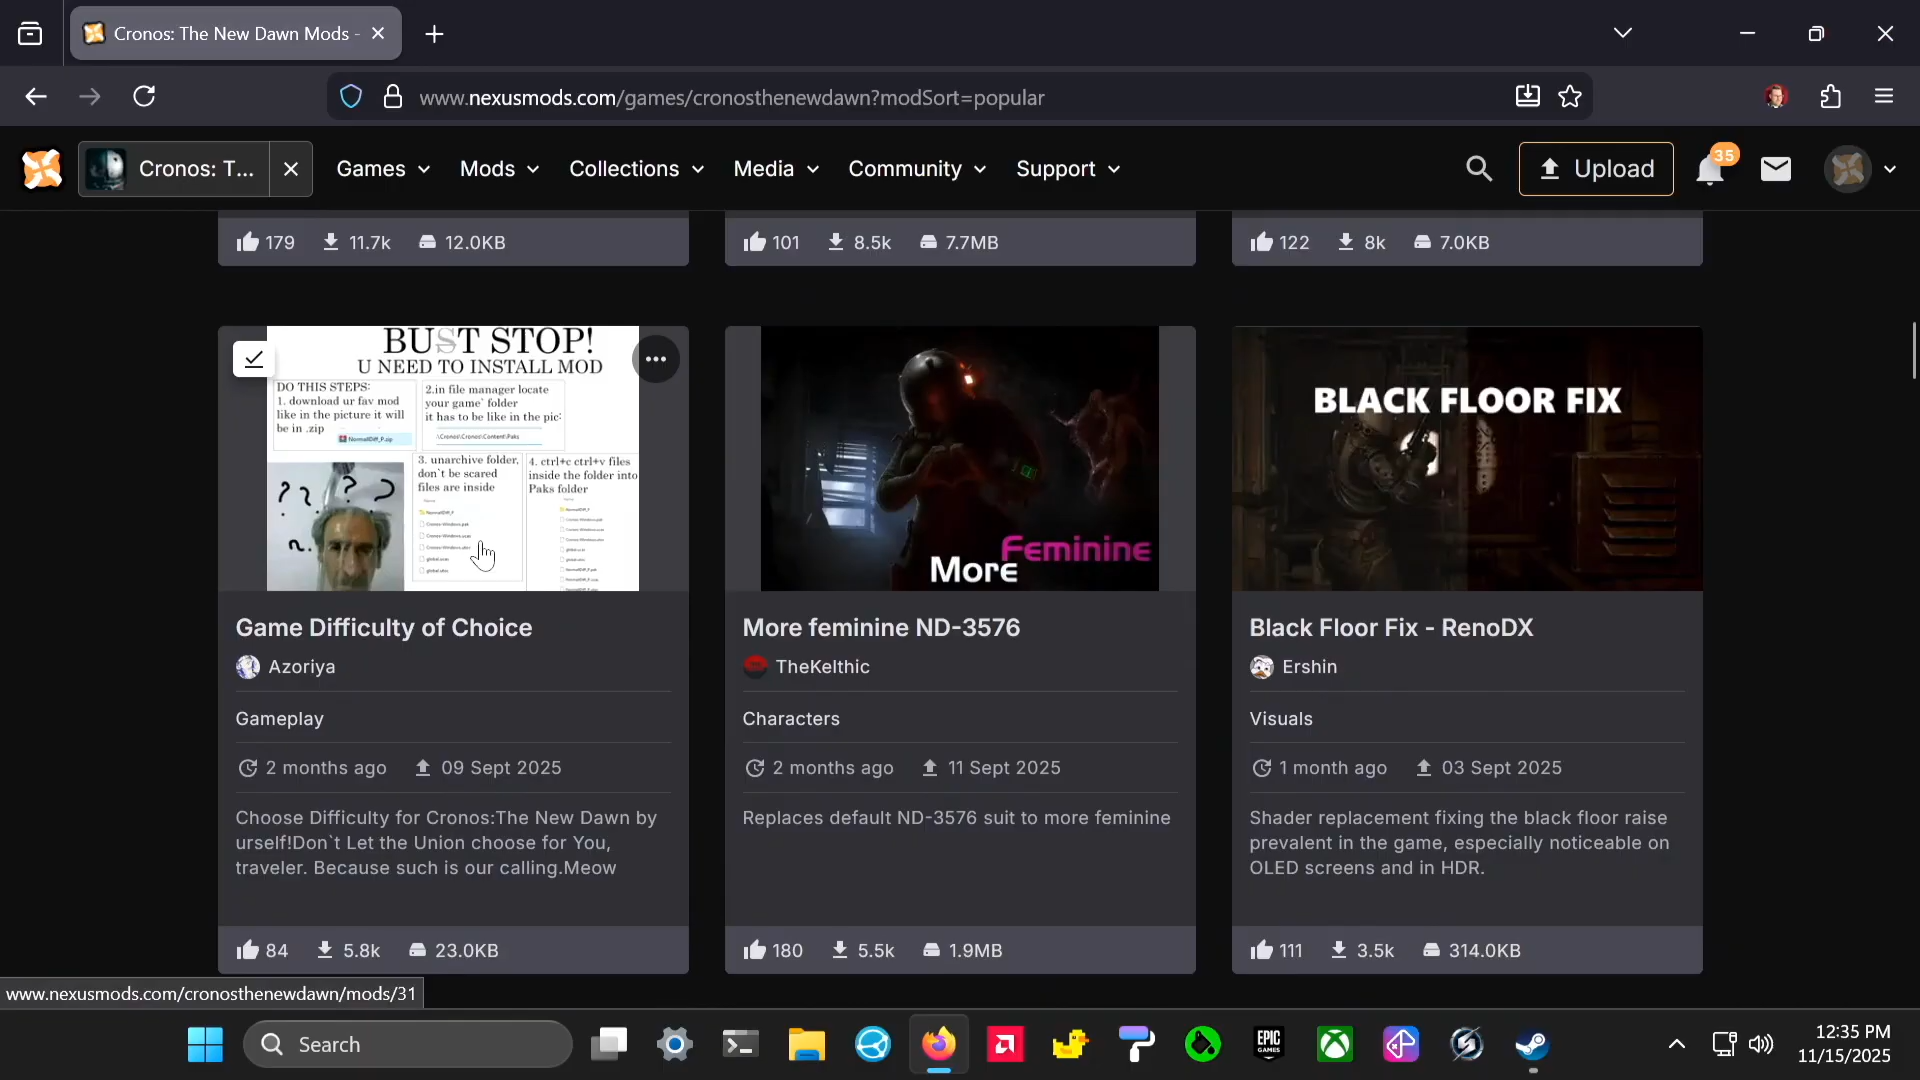 Cronos: The New Dawn Mods -
www.nexusmods.com/games/cronosthenewdawn?modSort=popular
Cronos: T...
Games
Mods
Collections
Media
Community
Support
Upload
35
179 11.7k 12.0KB
101 8.5k 7.7MB
122 8k 7.0KB
BUST STOP!
U NEED TO INSTALL MOD
DO THIS STEPS:
1. download ur fav mod
like in the picture it will
be in .zip
NormalDiff_P.zip
2.in file manager locate
your game` folder
it has to be like in the pic:
\Cronos\Cronos\Content\Paks
3. unarchive folder,
don`t be scared
files are inside
4. ctrl+c ctrl+v files
inside the folder into
Paks folder
More Feminine
BLACK FLOOR FIX
Game Difficulty of Choice
Azoriya
Gameplay
2 months ago 09 Sept 2025
Choose Difficulty for Cronos:The New Dawn by
urself!Don`t Let the Union choose for You,
traveler. Because such is our calling.Meow
84 5.8k 23.0KB
More feminine ND-3576
TheKelthic
Characters
2 months ago 11 Sept 2025
Replaces default ND-3576 suit to more feminine
180 5.5k 1.9MB
Black Floor Fix - RenoDX
Ershin
Visuals
1 month ago 03 Sept 2025
Shader replacement fixing the black floor raise
prevalent in the game, especially noticeable on
OLED screens and in HDR.
111 3.5k 314.0KB
www.nexusmods.com/cronosthenewdawn/mods/31
Search
EPIC
GAMES
12:35 PM
11/15/2025